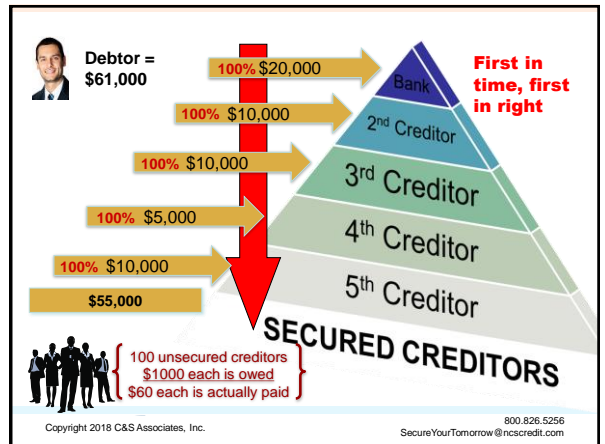 Debtor =
$61,000
100% $20,000
100% $10,000
100% $10,000
100% $5,000
100% $10,000
$55,000
First in
time, first
in right
Bank
2nd Creditor
3rd Creditor
4th Creditor
5th Creditor
SECURED CREDITORS
100 unsecured creditors
$1000 each is owed
$60 each is actually paid
Copyright 2018 C&S Associates, Inc.
800.826.5256
SecureYourTomorrow@ncscredit.com